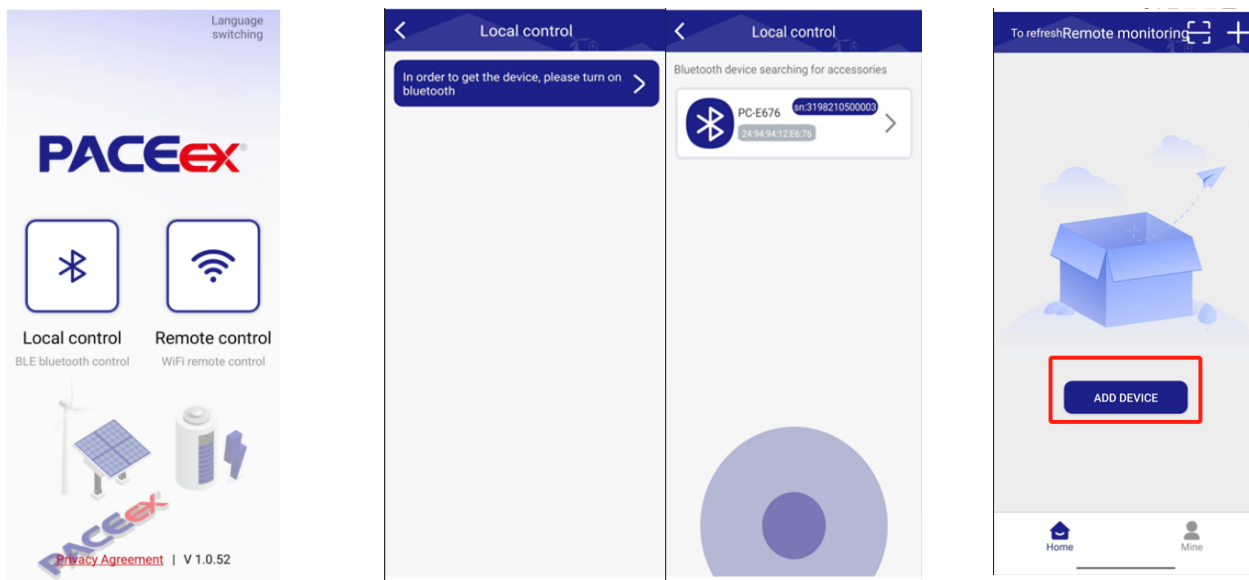 Language
switching
PACEEX
Local control
BLE bluetooth control
Remote control
WiFi remote control
PACEEX
Privacy Agreement | V 1.0.52
Local control
In order to get the device, please turn on
bluetooth
Local control
Bluetooth device searching for accessories
PC-E676
sn:3198210500003
24:94:94:12:E6:76
To refresh
Remote monitoring
ADD DEVICE
Home
Mine